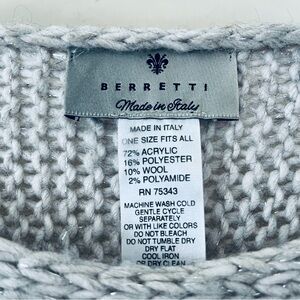 BERRETTI
Made in Italy
MADE IN ITALY
ONE SIZE FITS ALL
72% ACRYLIC
16% POLYESTER
10% WOOL
2% POLYAMIDE
RN 75343
MACHINE WASH COLD
GENTLE CYCLE
SEPARATELY
OR WITH LIKE COLORS
DO NOT BLEACH
DO NOT TUMBLE DRY
DRY FLAT
COOL IRON
OR DRY CLEAN